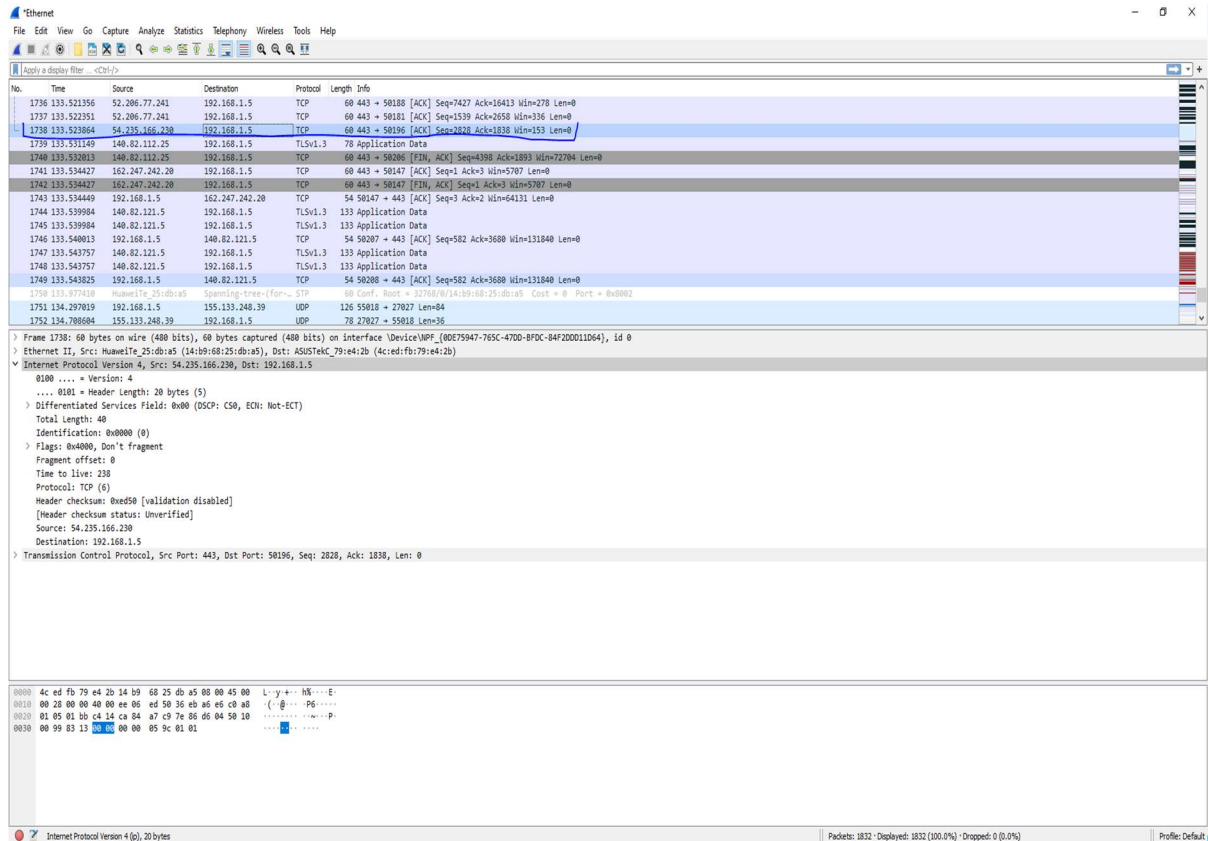 *Ethernet
File Edit View Go Capture Analyze Statistics Telephony Wireless Tools Help
Apply a display filter ... <Ctrl-/>
No. Time Source Destination Protocol Length Info
1736 133.521356 52.206.77.241 192.168.1.5 TCP 60 443 → 50188 [ACK] Seq=7427 Ack=16413 Win=278 Len=0
1737 133.522351 52.206.77.241 192.168.1.5 TCP 60 443 → 50181 [ACK] Seq=1539 Ack=2658 Win=336 Len=0
1738 133.523864 54.235.166.230 192.168.1.5 TCP 60 443 → 50196 [ACK] Seq=2828 Ack=1838 Win=153 Len=0
1739 133.531149 140.82.112.25 192.168.1.5 TLSv1.3 78 Application Data
1740 133.532013 140.82.112.25 192.168.1.5 TCP 60 443 → 50206 [FIN, ACK] Seq=4398 Ack=1893 Win=72704 Len=0
1741 133.534427 162.247.242.20 192.168.1.5 TCP 60 443 → 50147 [ACK] Seq=1 Ack=3 Win=5707 Len=0
1742 133.534427 162.247.242.20 192.168.1.5 TCP 60 443 → 50147 [FIN, ACK] Seq=1 Ack=3 Win=5707 Len=0
1743 133.534449 192.168.1.5 162.247.242.20 TCP 54 50147 → 443 [ACK] Seq=3 Ack=2 Win=64131 Len=0
1744 133.539984 140.82.121.5 192.168.1.5 TLSv1.3 133 Application Data
1745 133.539984 140.82.121.5 192.168.1.5 TLSv1.3 133 Application Data
1746 133.540013 192.168.1.5 140.82.121.5 TCP 54 50207 → 443 [ACK] Seq=582 Ack=3680 Win=131840 Len=0
1747 133.543757 140.82.121.5 192.168.1.5 TLSv1.3 133 Application Data
1748 133.543757 140.82.121.5 192.168.1.5 TLSv1.3 133 Application Data
1749 133.543825 192.168.1.5 140.82.121.5 TCP 54 50208 → 443 [ACK] Seq=582 Ack=3680 Win=131840 Len=0
1750 133.977410 HuaweiTe_25:db:a5 Spanning-tree-(for-… STP 60 Conf. Root = 32768/0/14:b9:68:25:db:a5 Cost = 0 Port = 0x8002
1751 134.297019 192.168.1.5 155.133.248.39 UDP 126 55018 → 27027 Len=84
1752 134.708604 155.133.248.39 192.168.1.5 UDP 78 27027 → 55018 Len=36
> Frame 1738: 60 bytes on wire (480 bits), 60 bytes captured (480 bits) on interface \Device\NPF_{0DE75947-765C-47DD-BFDC-84F2DDD11D64}, id 0
> Ethernet II, Src: HuaweiTe_25:db:a5 (14:b9:68:25:db:a5), Dst: ASUSTekC_79:e4:2b (4c:ed:fb:79:e4:2b)
Internet Protocol Version 4, Src: 54.235.166.230, Dst: 192.168.1.5
0100 .... = Version: 4
.... 0101 = Header Length: 20 bytes (5)
> Differentiated Services Field: 0x00 (DSCP: CS0, ECN: Not-ECT)
Total Length: 40
Identification: 0x0000 (0)
> Flags: 0x4000, Don't fragment
Fragment offset: 0
Time to live: 238
Protocol: TCP (6)
Header checksum: 0xed50 [validation disabled]
[Header checksum status: Unverified]
Source: 54.235.166.230
Destination: 192.168.1.5
> Transmission Control Protocol, Src Port: 443, Dst Port: 50196, Seq: 2828, Ack: 1838, Len: 0
0000 4c ed fb 79 e4 2b 14 b9 68 25 db a5 08 00 45 00 L··y·+·· h%····E·
0010 00 28 00 00 40 00 ee 06 ed 50 36 eb a6 e6 c0 a8 ·(··@··· ·P6·····
0020 01 05 01 bb c4 14 ca 84 a7 c9 7e 86 d6 04 50 10 ········ ··~···P·
0030 00 99 83 13 00 00 00 00 05 9c 01 01 ········ ····
Internet Protocol Version 4 (ip), 20 bytes
Packets: 1832 · Displayed: 1832 (100.0%) · Dropped: 0 (0.0%)
Profile: Default